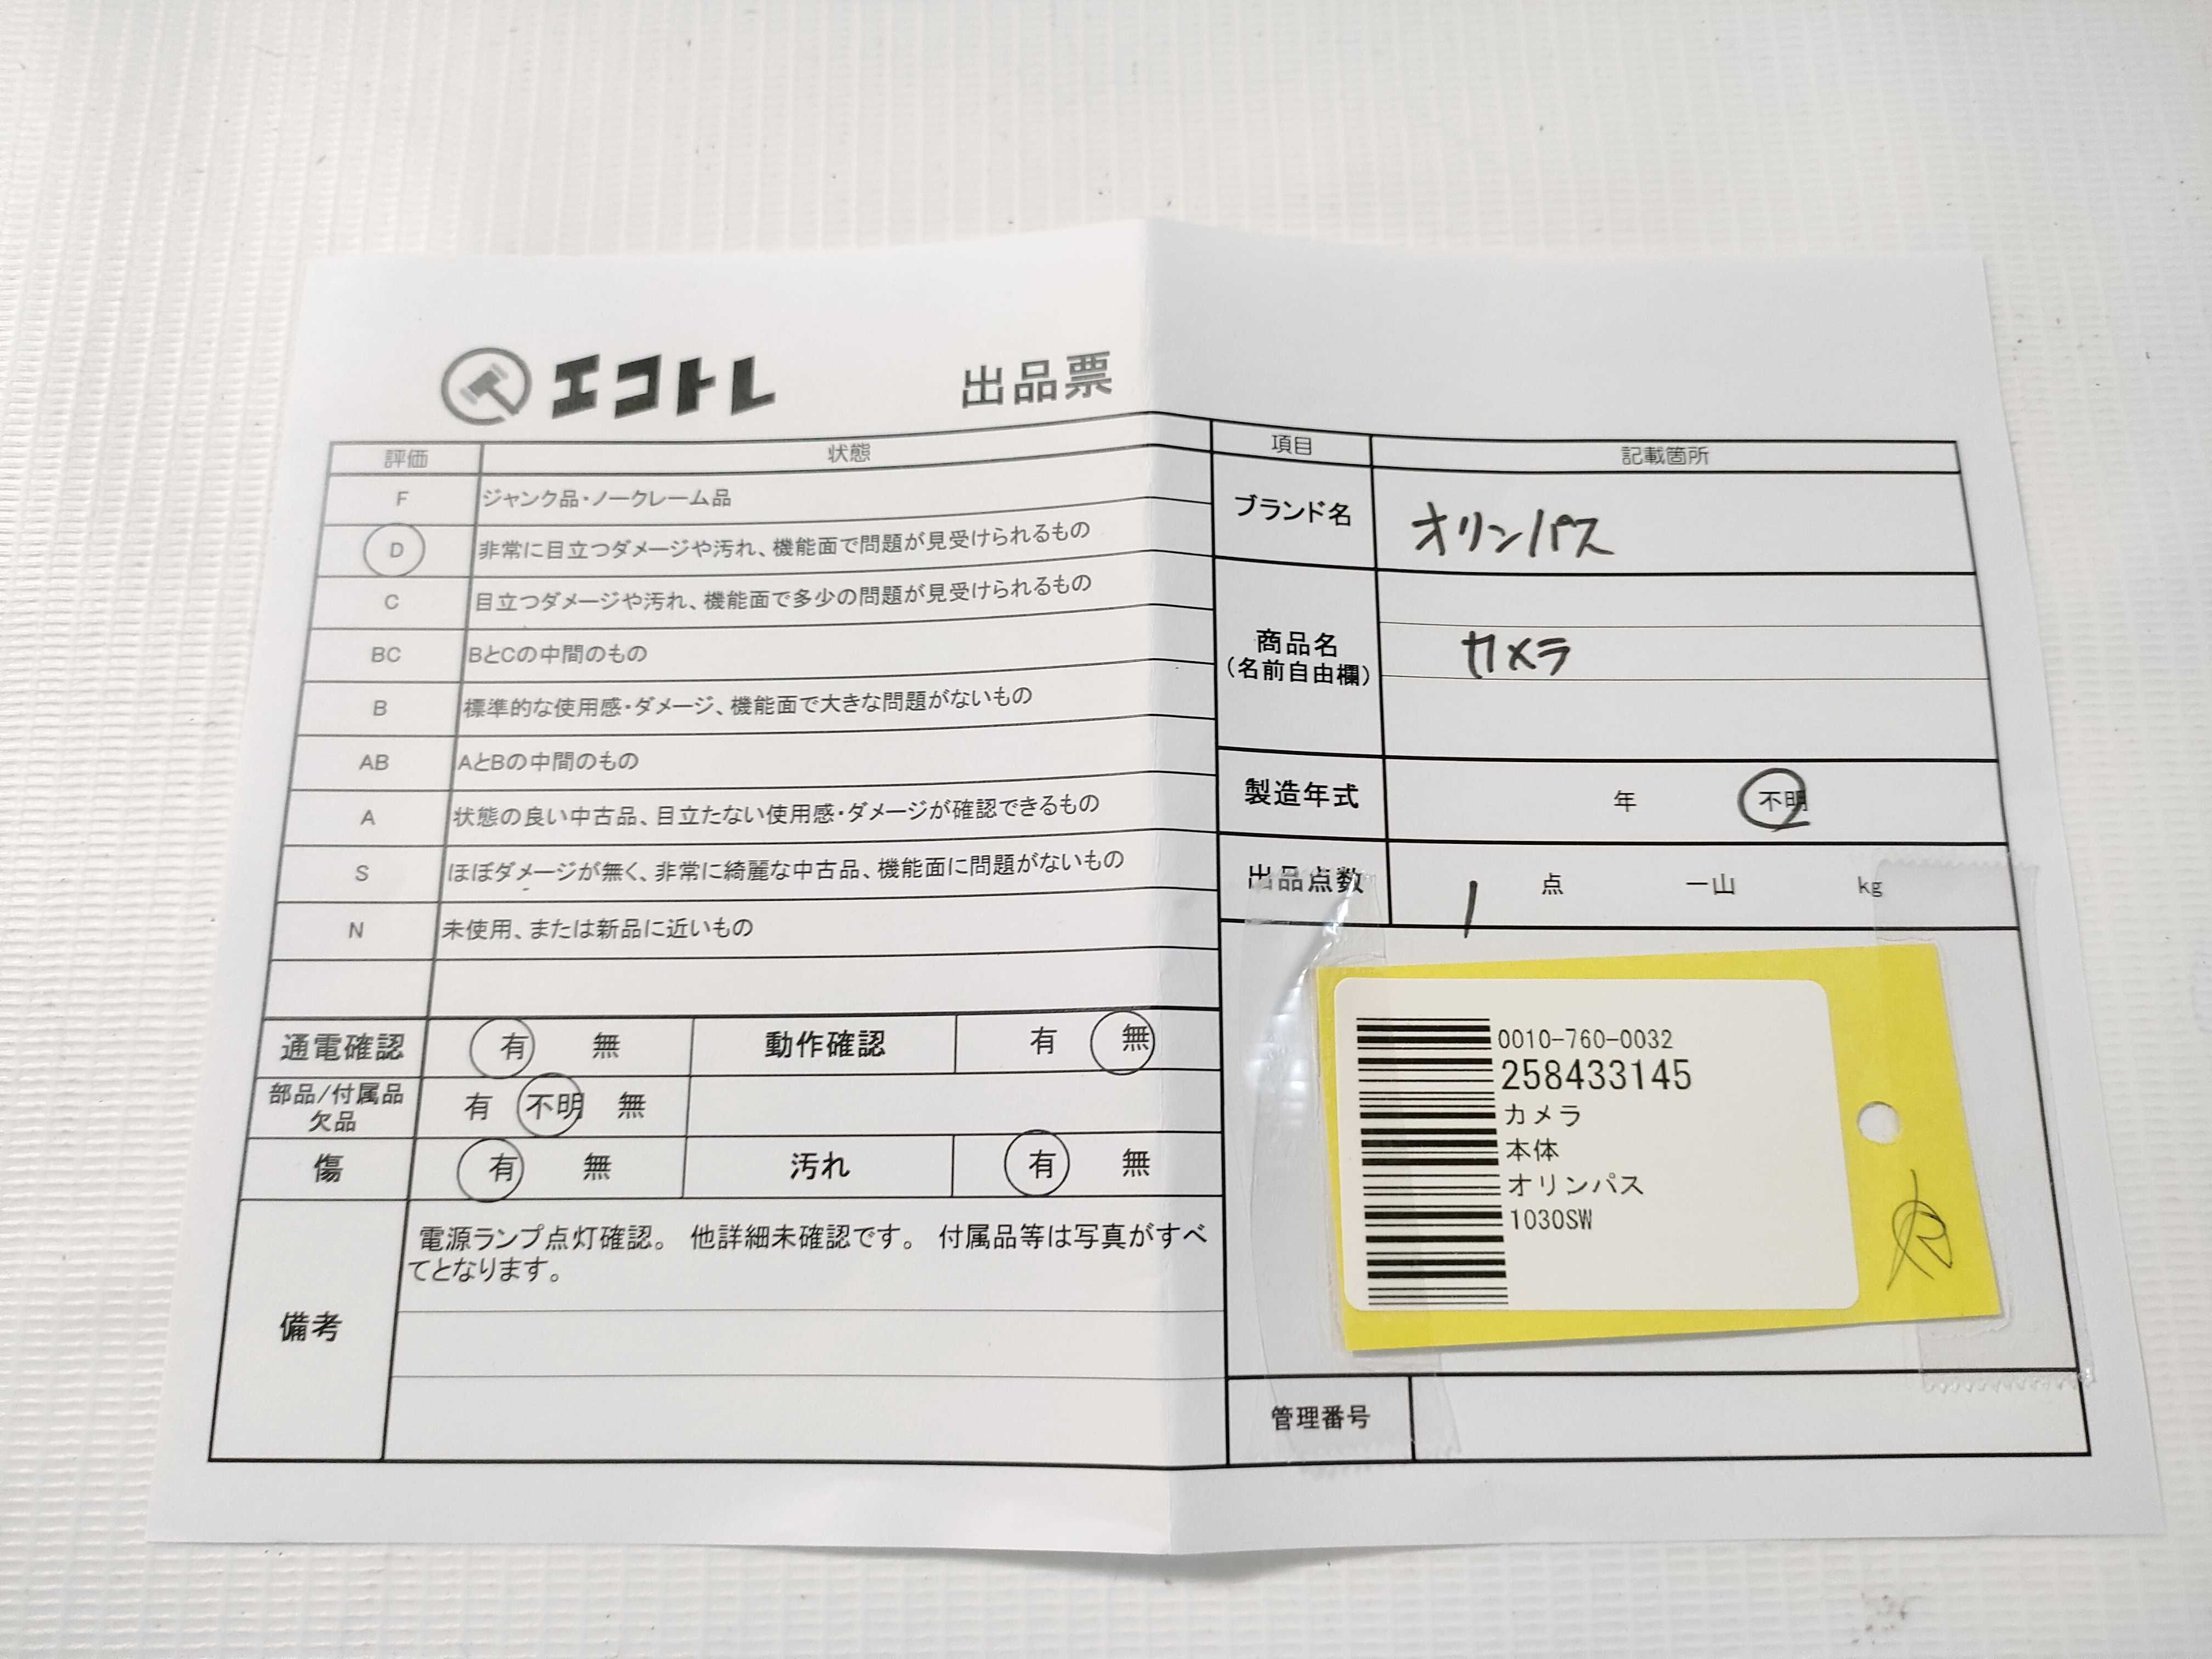 エコトレ 出品票
評価 状態
F ジャンク品・ノークレーム品
D 非常に目立つダメージや汚れ、機能面で問題が見受けられるもの
C 目立つダメージや汚れ、機能面で多少の問題が見受けられるもの
BC BとCの中間のもの
B 標準的な使用感・ダメージ、機能面で大きな問題がないもの
AB AとBの中間のもの
A 状態の良い中古品、目立たない使用感・ダメージが確認できるもの
S ほぼダメージが無く、非常に綺麗な中古品、機能面に問題がないもの
N 未使用、または新品に近いもの
通電確認 有 無 動作確認 有 無
部品/付属品
欠品
有 不明 無
傷 有 無 汚れ 有 無
備考
電源ランプ点灯確認。 他詳細未確認です。 付属品等は写真がすべ
てとなります。
項目 記載箇所
ブランド名 オリンパス
商品名
(名前自由欄)
カメラ
製造年式 年 不明
出品点数 1 点 一山 kg
0010-760-0032
258433145
カメラ
本体
オリンパス
1030SW
管理番号